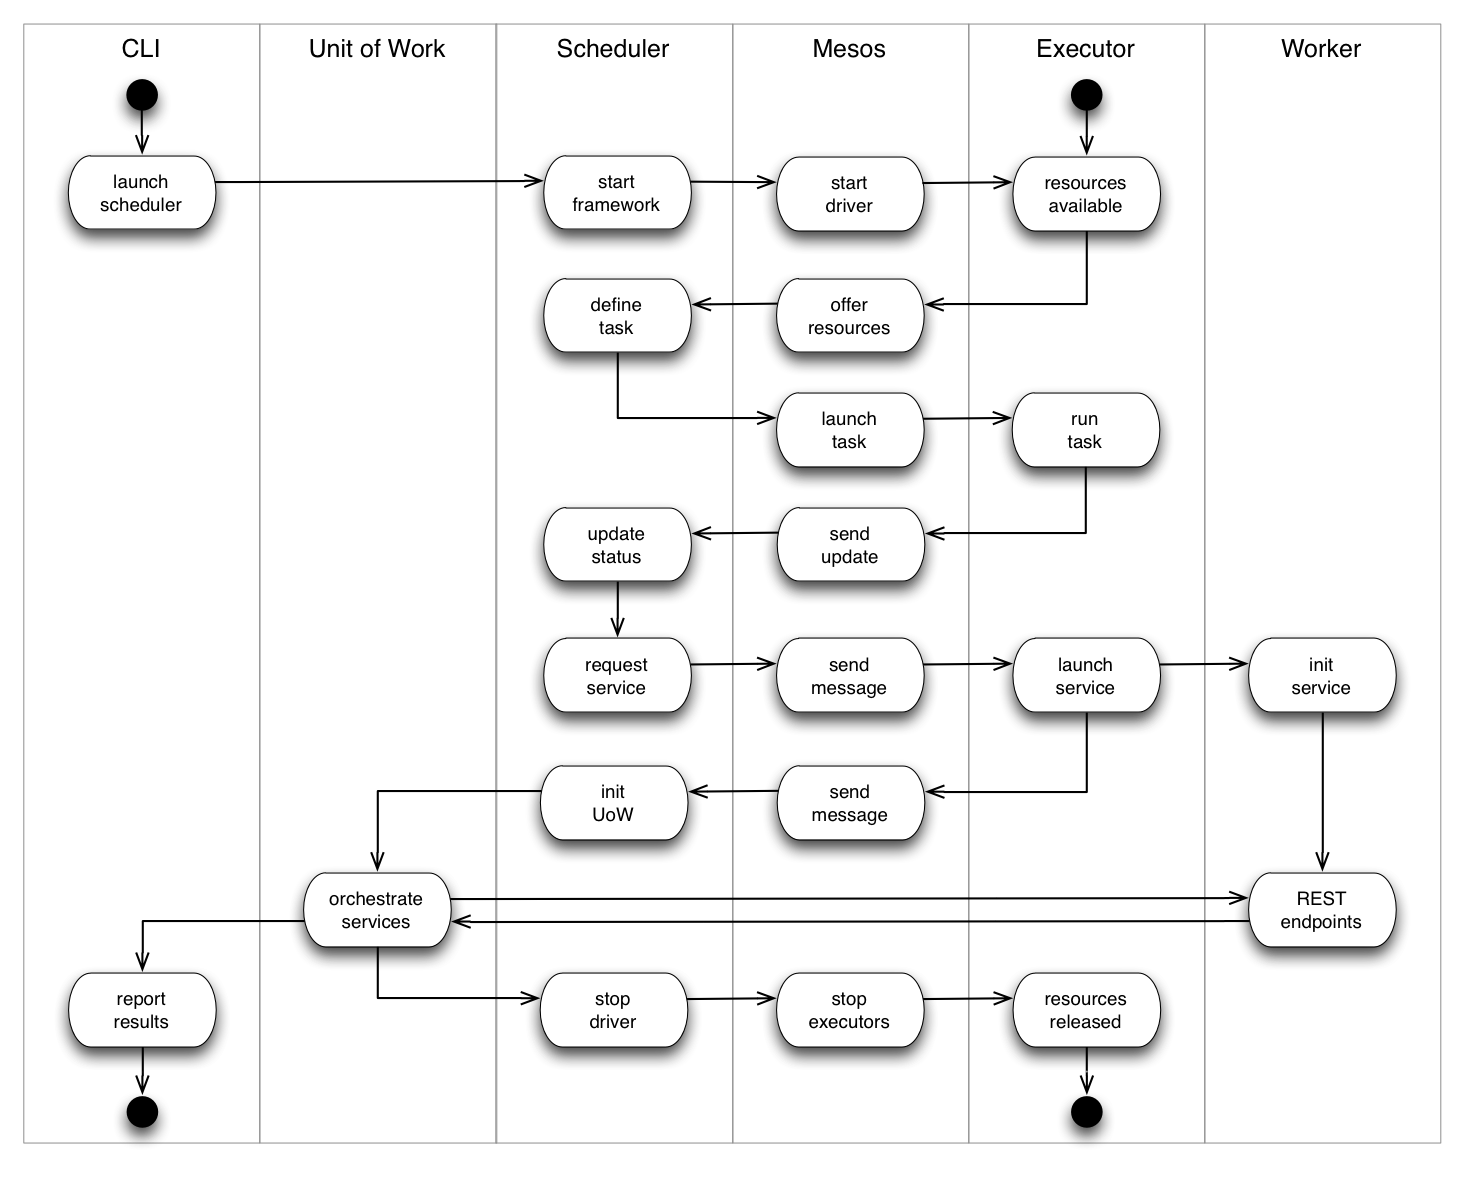 CLI
Unit of Work
Scheduler
Mesos
Executor
Worker
launch
scheduler
start
framework
start
driver
resources
available
define
task
offer
resources
launch
task
run
task
update
status
send
update
request
service
send
message
launch
service
init
service
init
UoW
send
message
orchestrate
services
REST
endpoints
report
results
stop
driver
stop
executors
resources
released